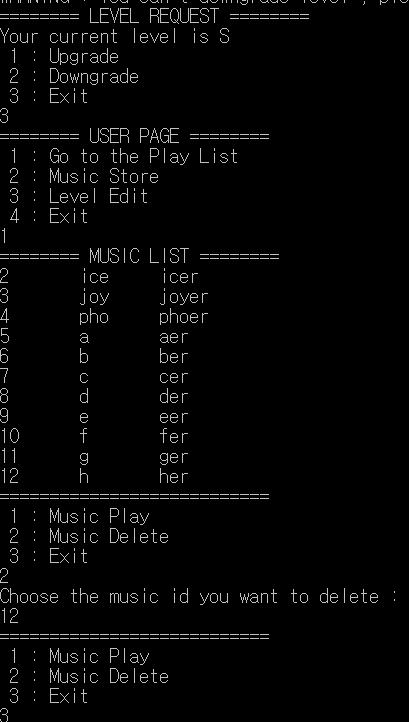 ======== LEVEL REQUEST ========
Your current level is S
1 : Upgrade
2 : Downgrade
3 : Exit
3
======== USER PAGE ========
1 : Go to the Play List
2 : Music Store
3 : Level Edit
4 : Exit
1
======== MUSIC LIST ========
2 ice icer
3 joy joyer
4 pho phoer
5 a aer
6 b ber
7 c cer
8 d der
9 e eer
10 f fer
11 g ger
12 h her
===========================
1 : Music Play
2 : Music Delete
3 : Exit
2
Choose the music id you want to delete :
12
===========================
1 : Music Play
2 : Music Delete
3 : Exit
3